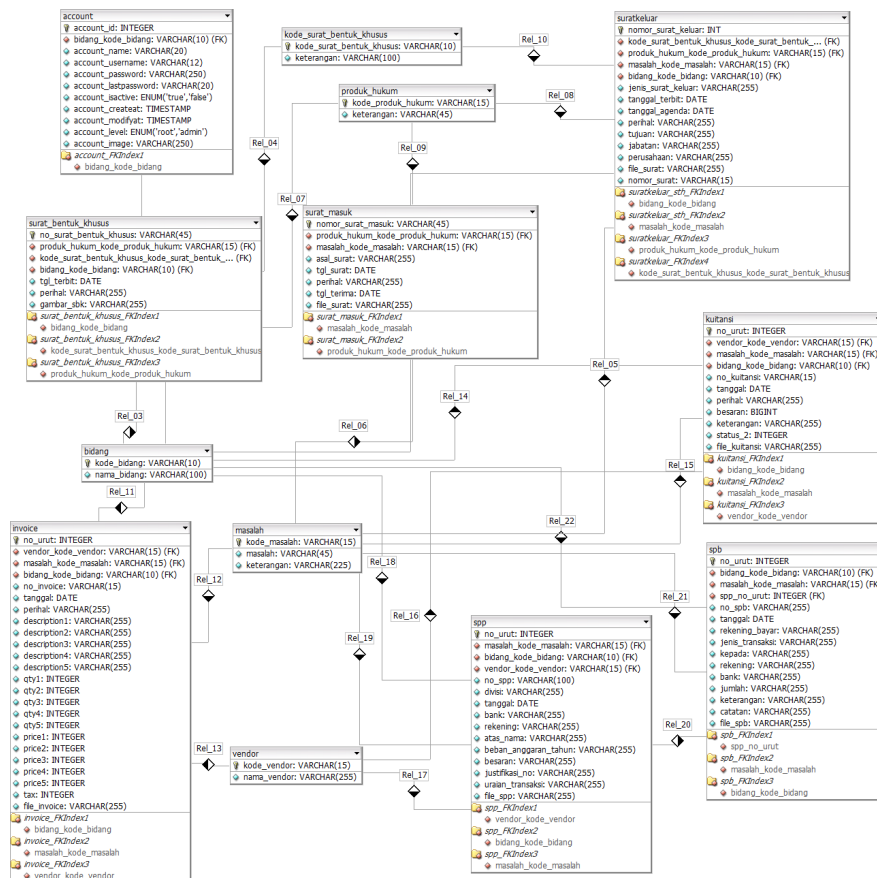 account
account_id: INTEGER
bidang_kode_bidang: VARCHAR(10) (FK)
account_name: VARCHAR(20)
account_username: VARCHAR(12)
account_password: VARCHAR(250)
account_lastpassword: VARCHAR(20)
account_isactive: ENUM('true','false')
account_createat: TIMESTAMP
account_modifyat: TIMESTAMP
account_level: ENUM('root','admin')
account_image: VARCHAR(250)
account_FKIndex1
bidang_kode_bidang
kode_surat_bentuk_khusus
kode_surat_bentuk_khusus: VARCHAR(10)
keterangan: VARCHAR(100)
Rel_10
produk_hukum
kode_produk_hukum: VARCHAR(15)
keterangan: VARCHAR(45)
Rel_08
suratkeluar
nomor_surat_keluar: INT
kode_surat_bentuk_khusus_kode_surat_bentuk_... (FK)
produk_hukum_kode_produk_hukum: VARCHAR(15) (FK)
masalah_kode_masalah: VARCHAR(15) (FK)
bidang_kode_bidang: VARCHAR(10) (FK)
jenis_surat_keluar: VARCHAR(255)
tanggal_terbit: DATE
tanggal_agenda: DATE
perihal: VARCHAR(255)
tujuan: VARCHAR(255)
jabatan: VARCHAR(255)
perusahaan: VARCHAR(255)
file_surat: VARCHAR(255)
nomor_surat: VARCHAR(15)
suratkeluar_sth_FKIndex1
bidang_kode_bidang
suratkeluar_sth_FKIndex2
masalah_kode_masalah
suratkeluar_FKIndex3
produk_hukum_kode_produk_hukum
suratkeluar_FKIndex4
kode_surat_bentuk_khusus_kode_surat_bentuk_khusus
Rel_04
Rel_09
Rel_07
surat_bentuk_khusus
no_surat_bentuk_khusus: VARCHAR(45)
produk_hukum_kode_produk_hukum: VARCHAR(15) (FK)
kode_surat_bentuk_khusus_kode_surat_bentuk_... (FK)
bidang_kode_bidang: VARCHAR(10) (FK)
tgl_terbit: DATE
perihal: VARCHAR(255)
gambar_sbk: VARCHAR(255)
surat_bentuk_khusus_FKIndex1
bidang_kode_bidang
surat_bentuk_khusus_FKIndex2
kode_surat_bentuk_khusus_kode_surat_bentuk_khusus
surat_bentuk_khusus_FKIndex3
produk_hukum_kode_produk_hukum
surat_masuk
nomor_surat_masuk: VARCHAR(45)
produk_hukum_kode_produk_hukum: VARCHAR(15) (FK)
masalah_kode_masalah: VARCHAR(15) (FK)
asal_surat: VARCHAR(255)
tgl_surat: DATE
perihal: VARCHAR(255)
tgl_terima: DATE
file_surat: VARCHAR(255)
surat_masuk_FKIndex1
masalah_kode_masalah
surat_masuk_FKIndex2
produk_hukum_kode_produk_hukum
kuitansi
no_urut: INTEGER
vendor_kode_vendor: VARCHAR(15) (FK)
masalah_kode_masalah: VARCHAR(15) (FK)
bidang_kode_bidang: VARCHAR(10) (FK)
no_kuitansi: VARCHAR(15)
tanggal: DATE
perihal: VARCHAR(255)
besaran: BIGINT
keterangan: VARCHAR(255)
status_2: INTEGER
file_kuitansi: VARCHAR(255)
kuitansi_FKIndex1
bidang_kode_bidang
kuitansi_FKIndex2
masalah_kode_masalah
kuitansi_FKIndex3
vendor_kode_vendor
Rel_05
Rel_14
Rel_03
Rel_06
Rel_15
bidang
kode_bidang: VARCHAR(10)
nama_bidang: VARCHAR(100)
Rel_11
Rel_22
invoice
no_urut: INTEGER
vendor_kode_vendor: VARCHAR(15) (FK)
masalah_kode_masalah: VARCHAR(15) (FK)
bidang_kode_bidang: VARCHAR(10) (FK)
no_invoice: VARCHAR(15)
tanggal: DATE
perihal: VARCHAR(255)
description1: VARCHAR(255)
description2: VARCHAR(255)
description3: VARCHAR(255)
description4: VARCHAR(255)
description5: VARCHAR(255)
qty1: INTEGER
qty2: INTEGER
qty3: INTEGER
qty4: INTEGER
qty5: INTEGER
price1: INTEGER
price2: INTEGER
price3: INTEGER
price4: INTEGER
price5: INTEGER
tax: INTEGER
file_invoice: VARCHAR(255)
invoice_FKIndex1
bidang_kode_bidang
invoice_FKIndex2
masalah_kode_masalah
invoice_FKIndex3
vendor_kode_vendor
masalah
kode_masalah: VARCHAR(15)
masalah: VARCHAR(45)
keterangan: VARCHAR(225)
Rel_12
Rel_18
Rel_16
Rel_19
Rel_21
spb
no_urut: INTEGER
bidang_kode_bidang: VARCHAR(10) (FK)
masalah_kode_masalah: VARCHAR(15) (FK)
spp_no_urut: INTEGER (FK)
no_spb: VARCHAR(255)
tanggal: DATE
rekening_bayar: VARCHAR(255)
jenis_transaksi: VARCHAR(255)
kepada: VARCHAR(255)
rekening: VARCHAR(255)
bank: VARCHAR(255)
jumlah: VARCHAR(255)
keterangan: VARCHAR(255)
catatan: VARCHAR(255)
file_spb: VARCHAR(255)
spb_FKIndex1
spp_no_urut
spb_FKIndex2
masalah_kode_masalah
spb_FKIndex3
bidang_kode_bidang
spp
no_urut: INTEGER
masalah_kode_masalah: VARCHAR(15) (FK)
bidang_kode_bidang: VARCHAR(10) (FK)
vendor_kode_vendor: VARCHAR(15) (FK)
no_spp: VARCHAR(100)
divisi: VARCHAR(255)
tanggal: DATE
bank: VARCHAR(255)
rekening: VARCHAR(255)
atas_nama: VARCHAR(255)
beban_anggaran_tahun: VARCHAR(255)
besaran: VARCHAR(255)
justifikasi_no: VARCHAR(255)
uraian_transaksi: VARCHAR(255)
file_spp: VARCHAR(255)
spp_FKIndex1
vendor_kode_vendor
spp_FKIndex2
bidang_kode_bidang
spp_FKIndex3
masalah_kode_masalah
Rel_20
Rel_13
vendor
kode_vendor: VARCHAR(15)
nama_vendor: VARCHAR(255)
Rel_17